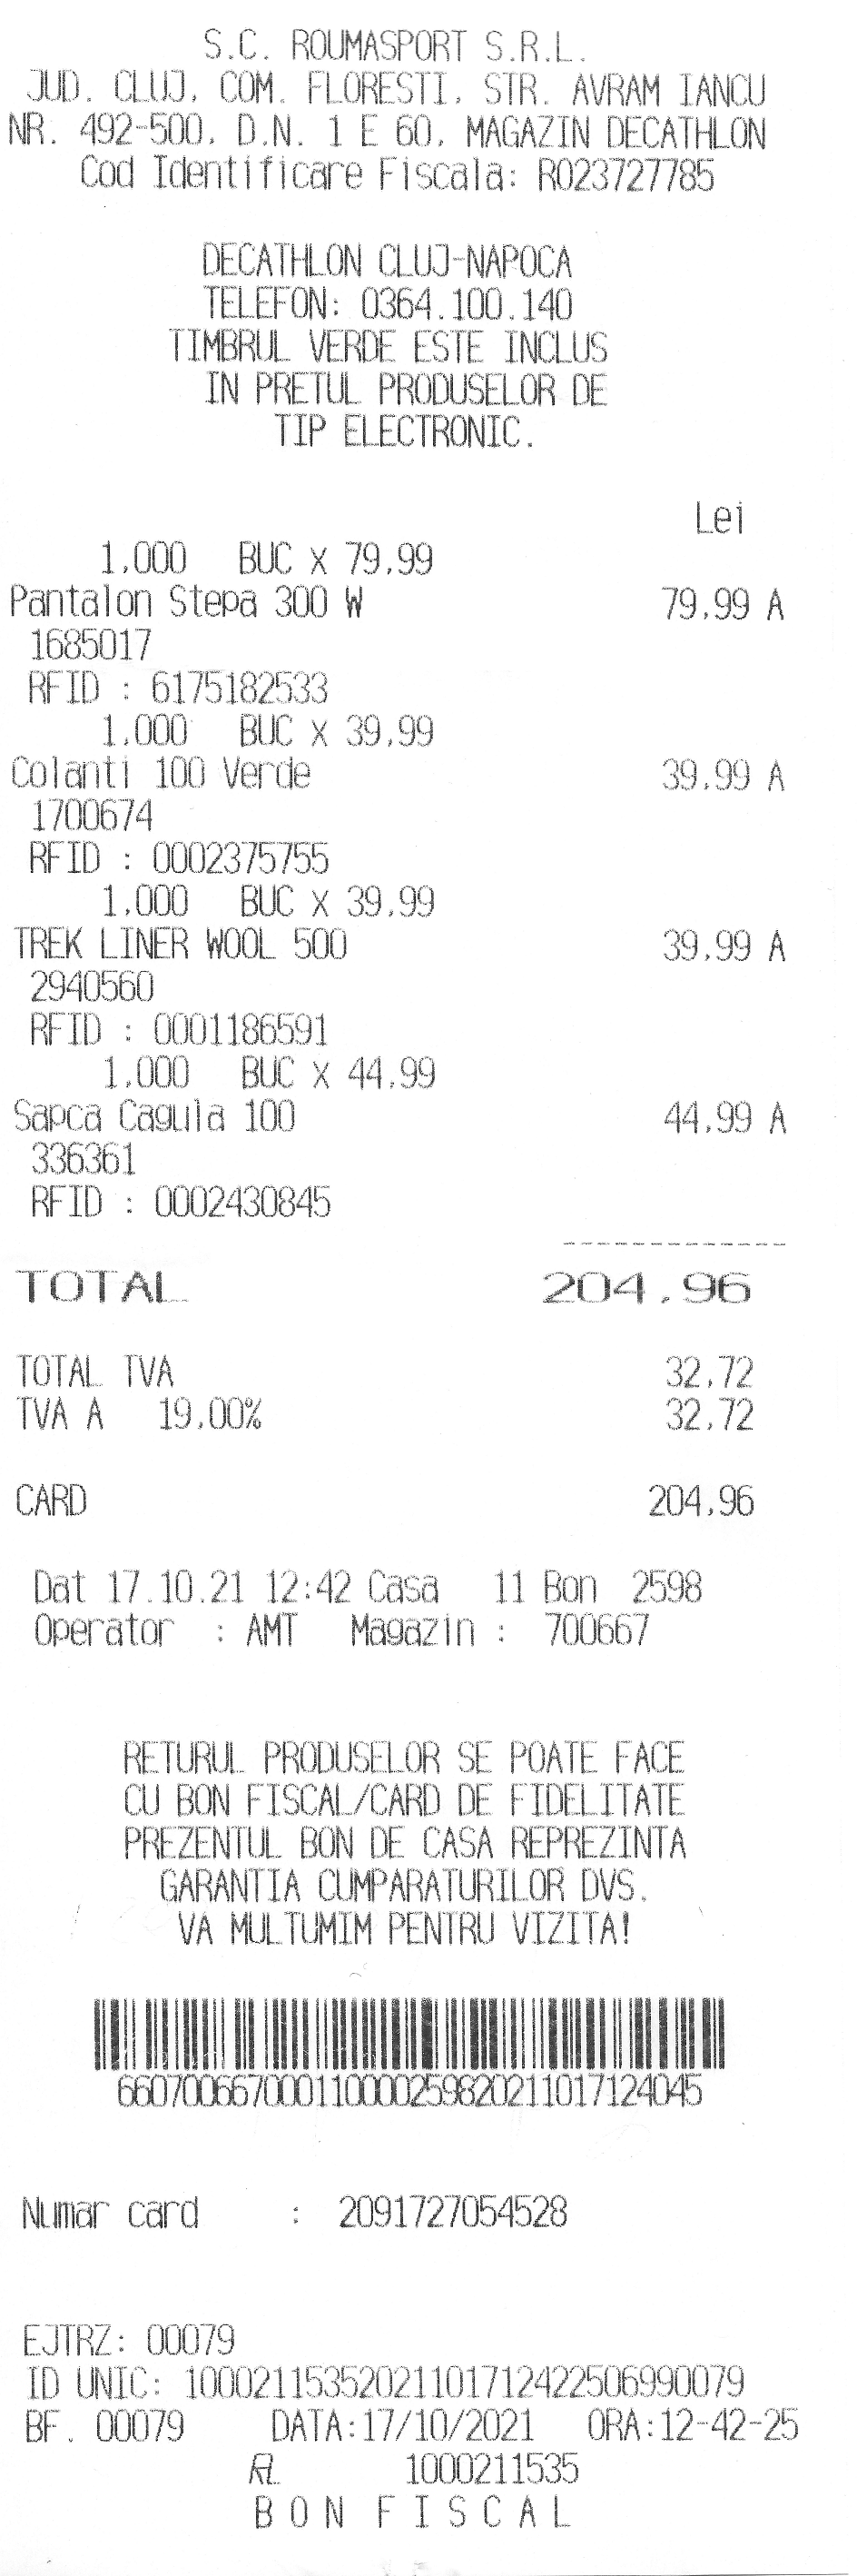 S.C. ROUMASPORT S.R.L.
JUD. CLUJ, COM. FLORESTI, STR. AVRAM IANCU
NR. 492-500, D.N. 1 E 60, MAGAZIN DECATHLON
Cod Identificare Fiscala: RO23727785
DECATHLON CLUJ-NAPOCA
TELEFON: 0364.100.140
TIMBRUL VERDE ESTE INCLUS
IN PRETUL PRODUSELOR DE
TIP ELECTRONIC.
Lei
1,000 BUC X 79,99
Pantalon Stepa 300 W 79,99 A
1685017
RFID : 6175182533
1,000 BUC X 39,99
Colanti 100 Verde 39,99 A
1700674
RFID : 0002375755
1,000 BUC X 39,99
TREK LINER WOOL 500 39,99 A
2940560
RFID : 0001186591
1,000 BUC X 44,99
Sapca Cagula 100 44,99 A
336361
RFID : 0002430845
------------
TOTAL 204,96
TOTAL TVA 32,72
TVA A 19,00% 32,72
CARD 204,96
Dat 17.10.21 12:42 Casa 11 Bon 2598
Operator : AMT Magazin : 700667
RETURUL PRODUSELOR SE POATE FACE
CU BON FISCAL/CARD DE FIDELITATE
PREZENTUL BON DE CASA REPREZINTA
GARANTIA CUMPARATURILOR DVS.
VA MULTUMIM PENTRU VIZITA!
660700667000110000259820211017124045
Numar card : 2091727054528
EJTRZ: 00079
ID UNIC: 1000211535202110171242250699​0079
BF. 00079 DATA:17/10/2021 ORA:12-42-25
1000211535
BON FISCAL